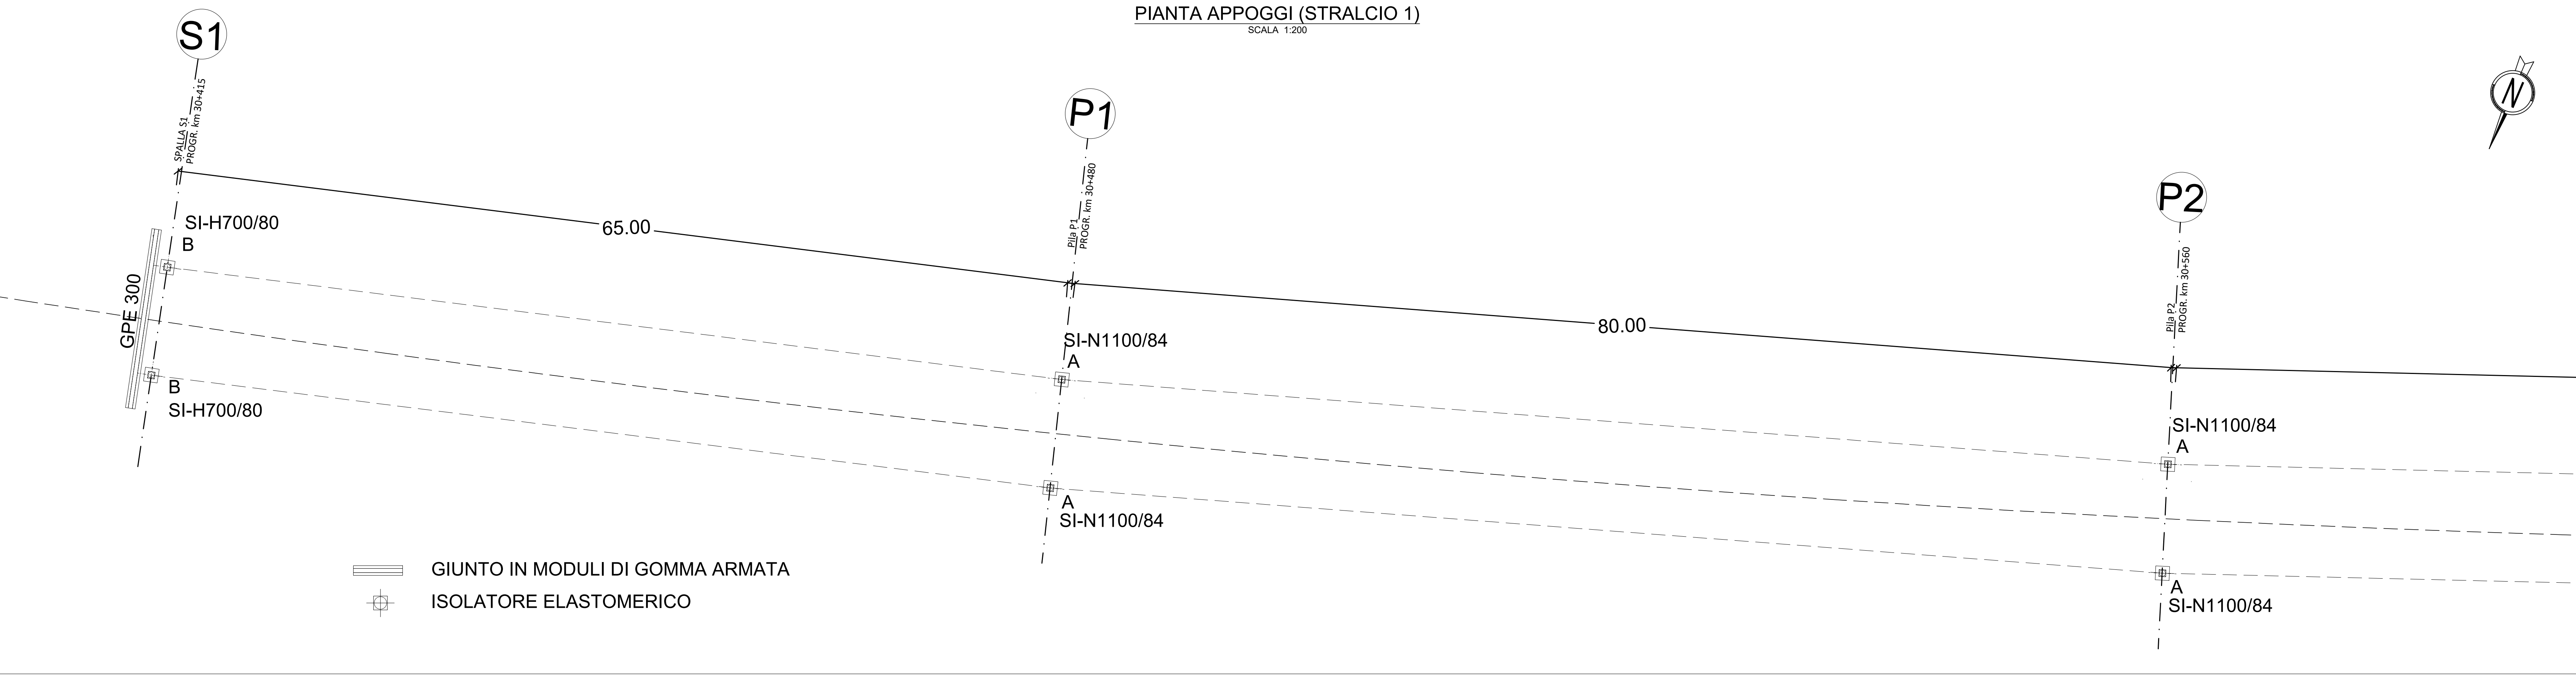 PIANTA APPOGGI (STRALCIO 1)
SCALA 1:200
S1
SPALLA S1
PROGR. km 30+415
P1
Pila P1
PROGR. km 30+480
P2
Pila P2
PROGR. km 30+560
N
65.00
80.00
SI-H700/80
B
GPE 300
B
SI-H700/80
SI-N1100/84
A
A
SI-N1100/84
SI-N1100/84
A
A
SI-N1100/84
GIUNTO IN MODULI DI GOMMA ARMATA
ISOLATORE ELASTOMERICO